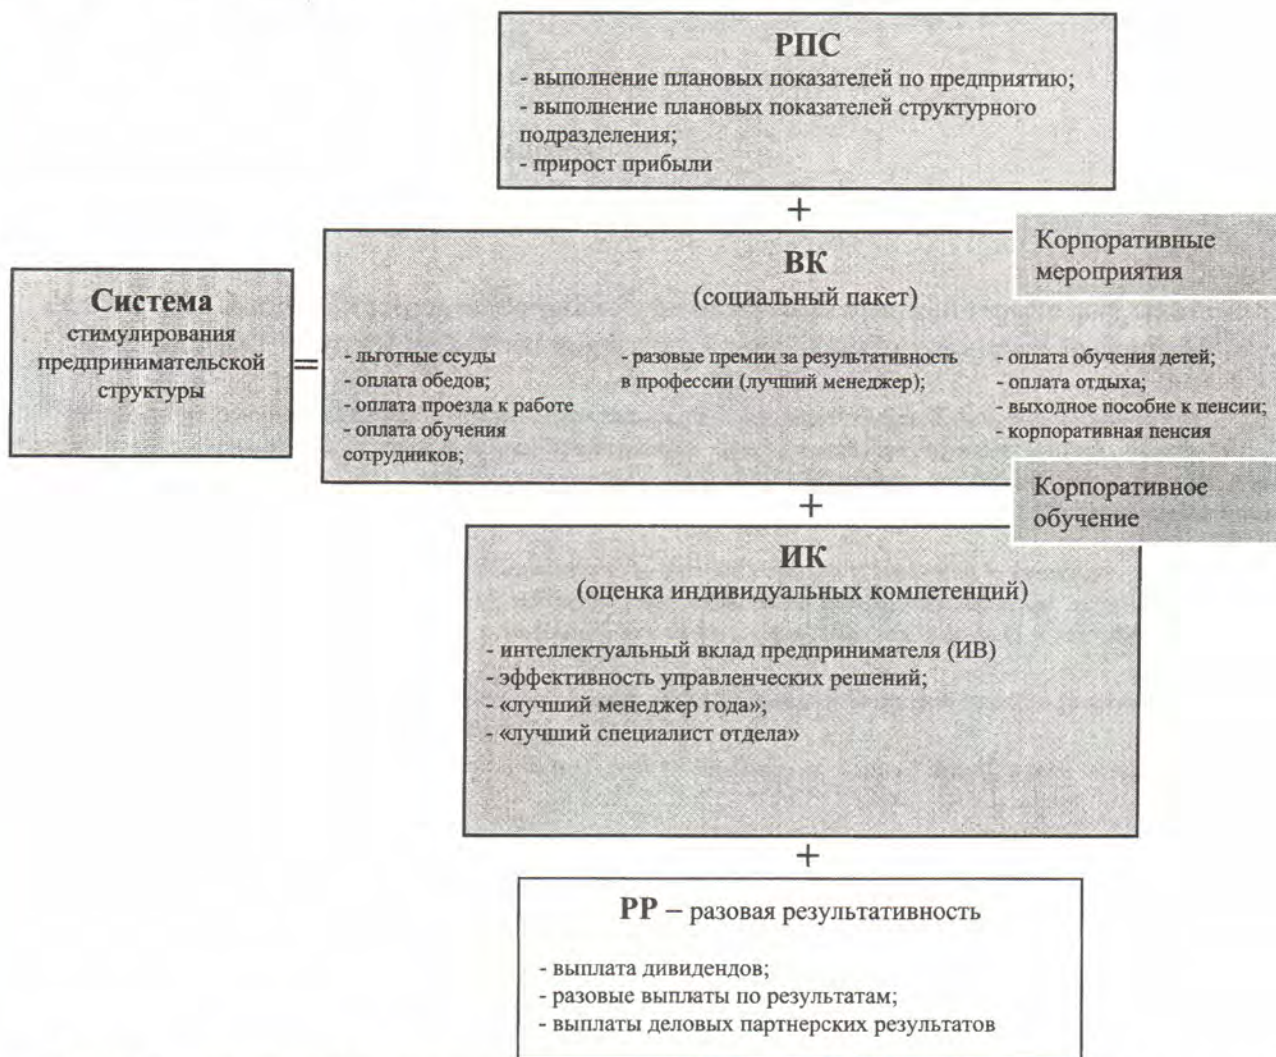 РПС
- выполнение плановых показателей по предприятию;
- выполнение плановых показателей структурного
подразделения;
- прирост прибыли
+
Корпоративные
мероприятия
ВК
(социальный пакет)
Система
стимулирования
предпринимательской
структуры
=
- льготные ссуды
- оплата обедов;
- оплата проезда к работе
- оплата обучения
сотрудников;
- разовые премии за результативность
в профессии (лучший менеджер);
- оплата обучения детей;
- оплата отдыха;
- выходное пособие к пенсии;
- корпоративная пенсия
Корпоративное
обучение
+
ИК
(оценка индивидуальных компетенций)
- интеллектуальный вклад предпринимателя (ИВ)
- эффективность управленческих решений;
- «лучший менеджер года»;
- «лучший специалист отдела»
+
РР – разовая результативность
- выплата дивидендов;
- разовые выплаты по результатам;
- выплаты деловых партнерских результатов